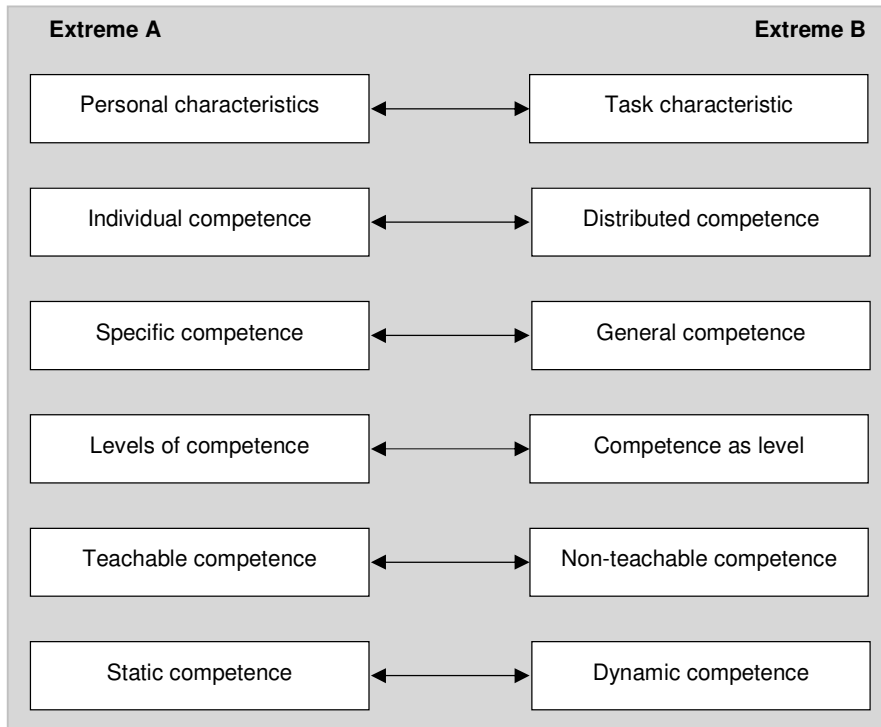 Extreme A Extreme B
Personal characteristics Task characteristic
Individual competence Distributed competence
Specific competence General competence
Levels of competence Competence as level
Teachable competence Non-teachable competence
Static competence Dynamic competence